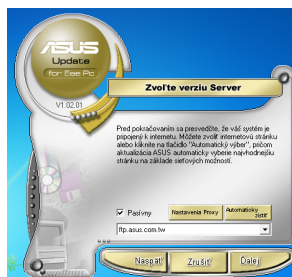 ASUS
Update
for Eee Pc
V1.02.01
Zvoľte verziu Server
Pred pokračovaním sa presvedčte, že váš systém je
pripojený k internetu. Môžete zvoliť internetovú stránku
alebo kliknite na tlačidlo "Automatický výber", pričom
aktualizácia ASUS automaticky vyberie najvhodnejšiu
stránku na základe sieťových možností.
Pasívny
Nastavenia Proxy
Automaticky
zistiť
ftp.asus.com.tw
Naspäť
Zrušiť
Ďalej